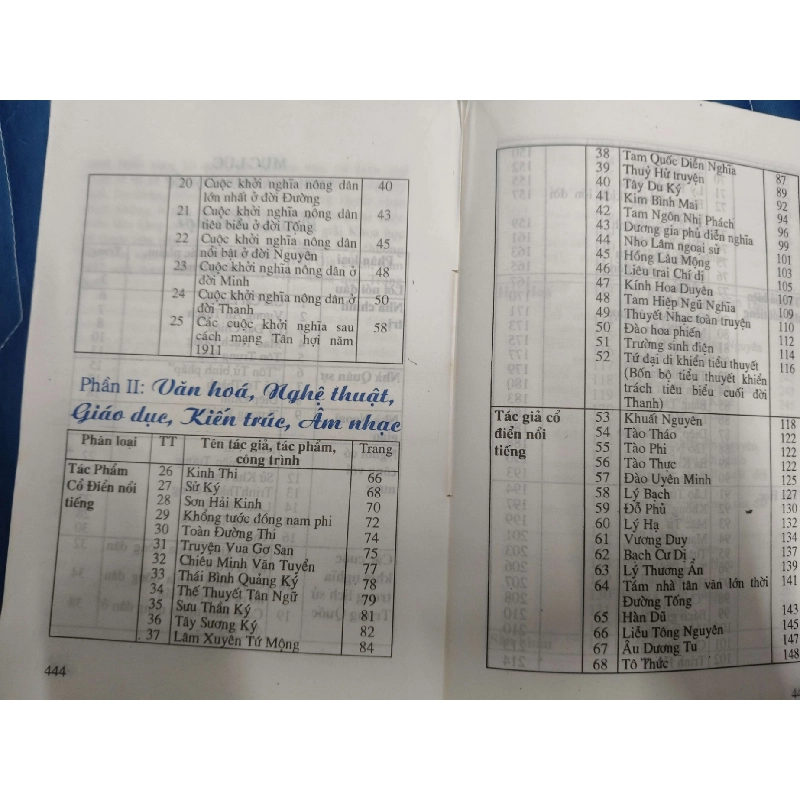 20 Cuộc khởi nghĩa nông dân 40
lớn nhất ở đời Đường
21 Cuộc khởi nghĩa nông dân 43
tiêu biểu ở đời Tống
22 Cuộc khởi nghĩa nông dân 45
nổi bật ở đời Nguyên
23 Cuộc khởi nghĩa nông dân ở 48
đời Minh
24 Cuộc khởi nghĩa nông dân ở 50
đời Thanh
25 Các cuộc khởi nghĩa sau 58
cách mạng Tân hợi năm
1911
Phần II: Văn hoá, Nghệ thuật,
Giáo dục, Kiến trúc, Âm nhạc
Phân loại TT Tên tác giả, tác phẩm, Trang
công trình
Tác Phẩm 26 Kinh Thi 66
Cổ Điển nổi 27 Sử Ký 68
tiếng 28 Sơn Hải Kinh 70
29 Khổng tước đông nam phi 72
30 Toàn Đường Thi 74
31 Truyện Vua Gơ San 75
32 Chiêu Minh Văn Tuyển 77
33 Thái Bình Quảng Ký 78
34 Thế Thuyết Tân Ngữ 79
35 Sưu Thần Ký 81
36 Tây Sương Ký 82
37 Lâm Xuyên Tứ Mộng 84
444
38 Tam Quốc Diễn Nghĩa 87
39 Thuỷ Hử truyện 89
40 Tây Du Ký 92
41 Kim Bình Mai 94
42 Tam Ngôn Nhị Phách 96
43 Dương gia phủ diễn nghĩa 99
44 Nho Lâm ngoại sử 101
45 Hồng Lâu Mộng 103
46 Liêu trai Chí dị 105
47 Kính Hoa Duyên 107
48 Tam Hiệp Ngũ Nghĩa 109
49 Thuyết Nhạc toàn truyện 110
50 Đào hoa phiến 112
51 Trường sinh điện 114
52 Tứ đại di khiển tiểu thuyết 116
(Bốn bộ tiểu thuyết khiển
trách tiêu biểu cuối đời
Thanh)
Tác giả cổ 53 Khuất Nguyên 118
điển nổi 54 Tào Tháo 122
tiếng 55 Tào Phi 122
56 Tào Thực 122
57 Đào Uyên Minh 125
58 Lý Bạch 127
59 Đỗ Phủ 130
60 Lý Hạ 132
61 Vương Duy 134
62 Bạch Cư Dị 137
63 Lý Thương Ẩn 139
64 Tám nhà tân văn lớn thời 141
Đường Tống
65 Hàn Dũ 143
66 Liễu Tông Nguyên 145
67 Âu Dương Tu 147
68 Tô Thức 148